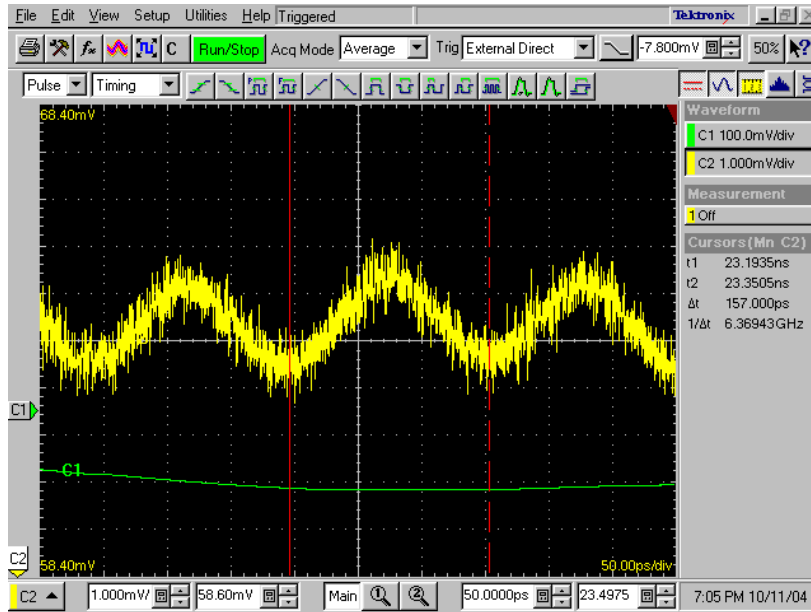 File Edit View Setup Utilities Help Triggered Tektronix
C Run/Stop Acq Mode Average Trig External Direct -7.800mV 50%
Pulse Timing
68.40mV
Waveform
C1 100.0mV/div
C2 1.000mV/div
Measurement
1 Off
Cursors(Mn C2)
t1 23.1935ns
t2 23.3505ns
Δt 157.000ps
1/Δt 6.36943GHz
C1
C1
C2
58.40mV 50.00ps/div
C2 1.000mV/ 58.60mV Main 1 2 50.0000ps 23.4975 7:05 PM 10/11/04